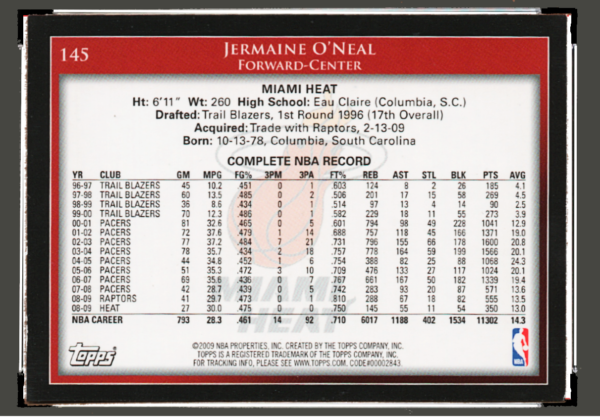 145
JERMAINE O'NEAL
FORWARD-CENTER
MIAMI HEAT
Ht: 6'11" Wt: 260 High School: Eau Claire (Columbia, S.C.)
Drafted: Trail Blazers, 1st Round 1996 (17th Overall)
Acquired: Trade with Raptors, 2-13-09
Born: 10-13-78, Columbia, South Carolina
COMPLETE NBA RECORD
YR CLUB GM MPG FG% 3PM 3PA FT% REB AST STL BLK PTS AVG
96-97 TRAIL BLAZERS 45 10.2 .451 0 1 .603 124 8 2 26 185 4.1
97-98 TRAIL BLAZERS 60 13.5 .485 0 2 .506 201 17 15 58 269 4.5
98-99 TRAIL BLAZERS 36 8.6 .434 0 1 .514 97 13 4 14 90 2.5
99-00 TRAIL BLAZERS 70 12.3 .486 0 1 .582 229 18 11 55 273 3.9
00-01 PACERS 81 32.6 .465 0 5 .601 794 98 49 228 1041 12.9
01-02 PACERS 72 37.6 .479 1 14 .688 757 118 45 166 1371 19.0
02-03 PACERS 77 37.2 .484 7 21 .731 796 155 66 178 1600 20.8
03-04 PACERS 78 35.7 .434 2 18 .757 778 164 59 199 1566 20.1
04-05 PACERS 44 34.8 .452 1 6 .754 388 82 25 88 1068 24.3
05-06 PACERS 51 35.3 .472 3 10 .709 476 133 27 117 1024 20.1
06-07 PACERS 69 35.6 .436 0 7 .767 661 167 50 182 1339 19.4
07-08 PACERS 42 28.7 .439 0 5 .742 283 93 20 87 571 13.6
08-09 RAPTORS 41 29.7 .473 0 1 .810 288 67 18 82 555 13.5
08-09 HEAT 27 30.0 .475 0 0 .750 145 55 11 54 351 13.0
NBA CAREER 793 28.3 .461 14 92 .710 6017 1188 402 1534 11302 14.3
MIAMI
HEAT
Topps
©2009 NBA PROPERTIES, INC. CREATED BY THE TOPPS COMPANY, INC.
TOPPS IS A REGISTERED TRADEMARK OF THE TOPPS COMPANY, INC.
FOR TRACKING INFO, PLEASE SEE WWW.TOPPS.COM. CODE#00002843
NBA